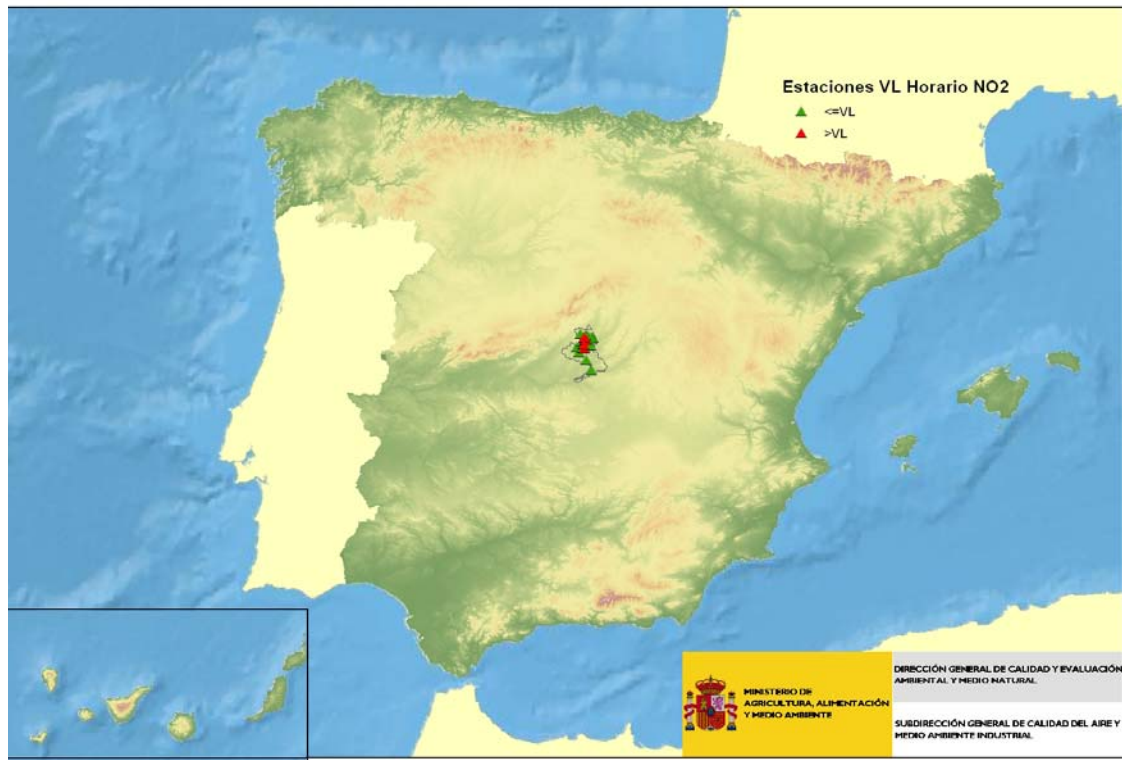 Estaciones VL Horario NO2
<=VL
>VL
MINISTERIO DE
AGRICULTURA, ALIMENTACIÓN
Y MEDIO AMBIENTE
DIRECCIÓN GENERAL DE CALIDAD Y EVALUACIÓN
AMBIENTAL Y MEDIO NATURAL
SUBDIRECCIÓN GENERAL DE CALIDAD DEL AIRE Y
MEDIO AMBIENTE INDUSTRIAL